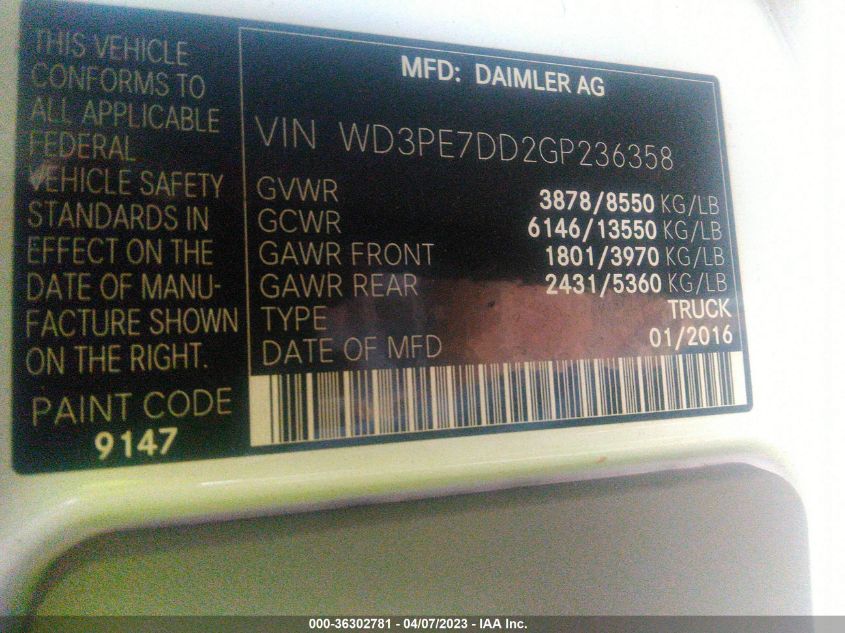 THIS VEHICLE
CONFORMS TO
ALL APPLICABLE
FEDERAL
VEHICLE SAFETY
STANDARDS IN
EFFECT ON THE
DATE OF MANU-
FACTURE SHOWN
ON THE RIGHT.
PAINT CODE
9147
MFD: DAIMLER AG
VIN WD3PE7DD2GP236358
GVWR 3878/8550 KG/LB
GCWR 6146/13550 KG/LB
GAWR FRONT 1801/3970 KG/LB
GAWR REAR 2431/5360 KG/LB
TYPE TRUCK
DATE OF MFD 01/2016
000-36302781 - 04/07/2023 - IAA Inc.